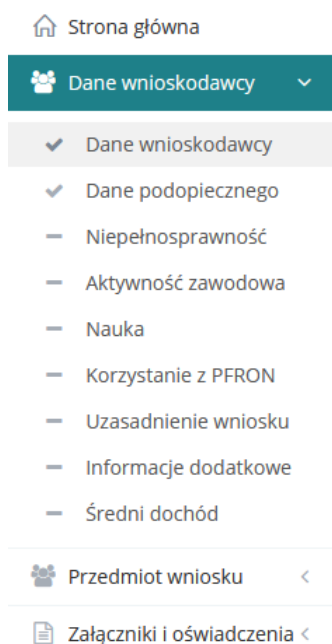 Strona główna
Dane wnioskodawcy
Dane wnioskodawcy
Dane podopiecznego
Niepełnosprawność
Aktywność zawodowa
Nauka
Korzystanie z PFRON
Uzasadnienie wniosku
Informacje dodatkowe
Średni dochód
Przedmiot wniosku
Załączniki i oświadczenia